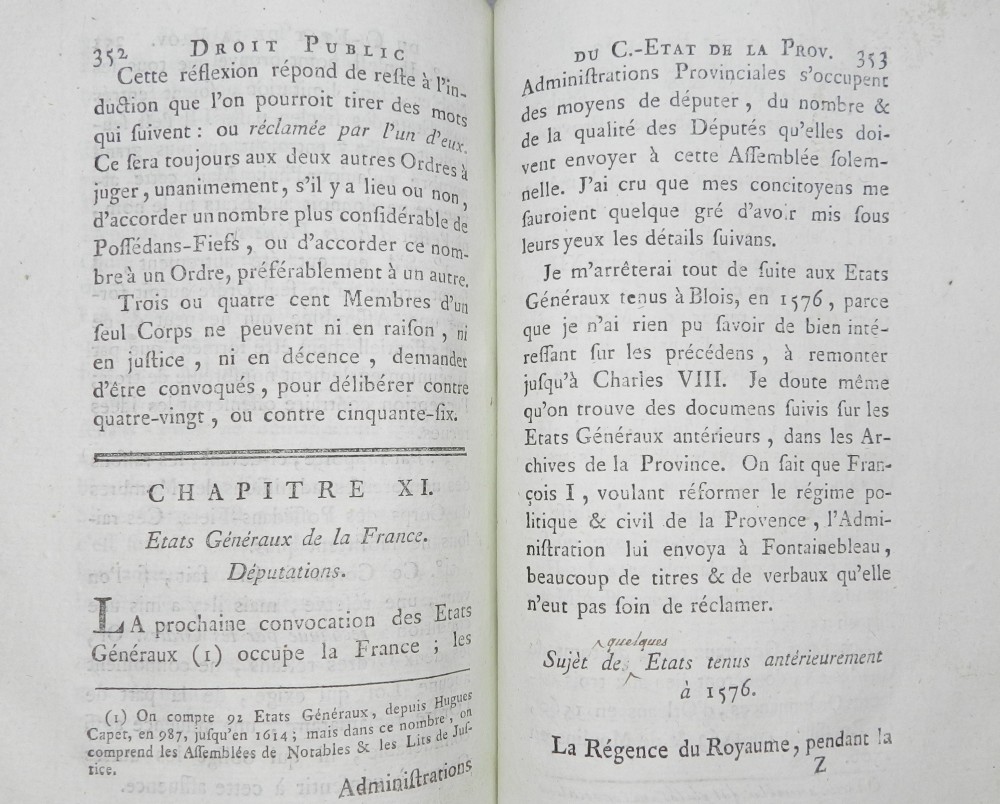 352 DROIT PUBLIC
Cette réflexion répond de reſte à l'in-
duction que l'on pourroit tirer des mots
qui ſuivent : ou réclamée par l'un d'eux.
Ce ſera toujours aux deux autres Ordres à
juger, unanimement, s'il y a lieu ou non,
d'accorder un nombre plus conſidérable de
Poſſédans-Fiefs, ou d'accorder ce nom-
bre à un Ordre, préférablement à un autre.
Trois ou quatre cent Membres d'un
ſeul Corps ne peuvent ni en raiſon, ni
en juſtice, ni en décence, demander
d'être convoqués, pour délibérer contre
quatre-vingt, ou contre cinquante-ſix.
CHAPITRE XI.
Etats Généraux de la France.
Députations.
LA prochaine convocation des Etats
Généraux (1) occupe la France ; les
(1) On compte 92 Etats Généraux, depuis Hugues
Capet, en 987, juſqu'en 1614 ; mais dans ce nombre, on
comprend les Aſſemblées de Notables & les Lits de Juſ-
tice.
Adminiſtrations
DU C.-ETAT DE LA PROV. 353
Adminiſtrations Provinciales s'occupent
des moyens de députer, du nombre &
de la qualité des Députés qu'elles doi-
vent envoyer à cette Aſſemblée ſolem-
nelle. J'ai cru que mes concitoyens me
ſauroient quelque gré d'avoir mis ſous
leurs yeux les détails ſuivans.
Je m'arrêterai tout de ſuite aux Etats
Généraux tenus à Blois, en 1576, parce
que je n'ai rien pu ſavoir de bien inté-
reſſant ſur les précédens, à remonter
juſqu'à Charles VIII. Je doute même
qu'on trouve des documens ſuivis ſur les
Etats Généraux antérieurs, dans les Ar-
chives de la Province. On ſait que Fran-
çois I, voulant réformer le régime po-
litique & civil de la Provence, l'Admi-
niſtration lui envoya à Fontainebleau,
beaucoup de titres & de verbaux qu'elle
n'eut pas ſoin de réclamer.
quelques
Sujèt de Etats tenus antérieurement
à 1576.
La Régence du Royaume, pendant la
Z